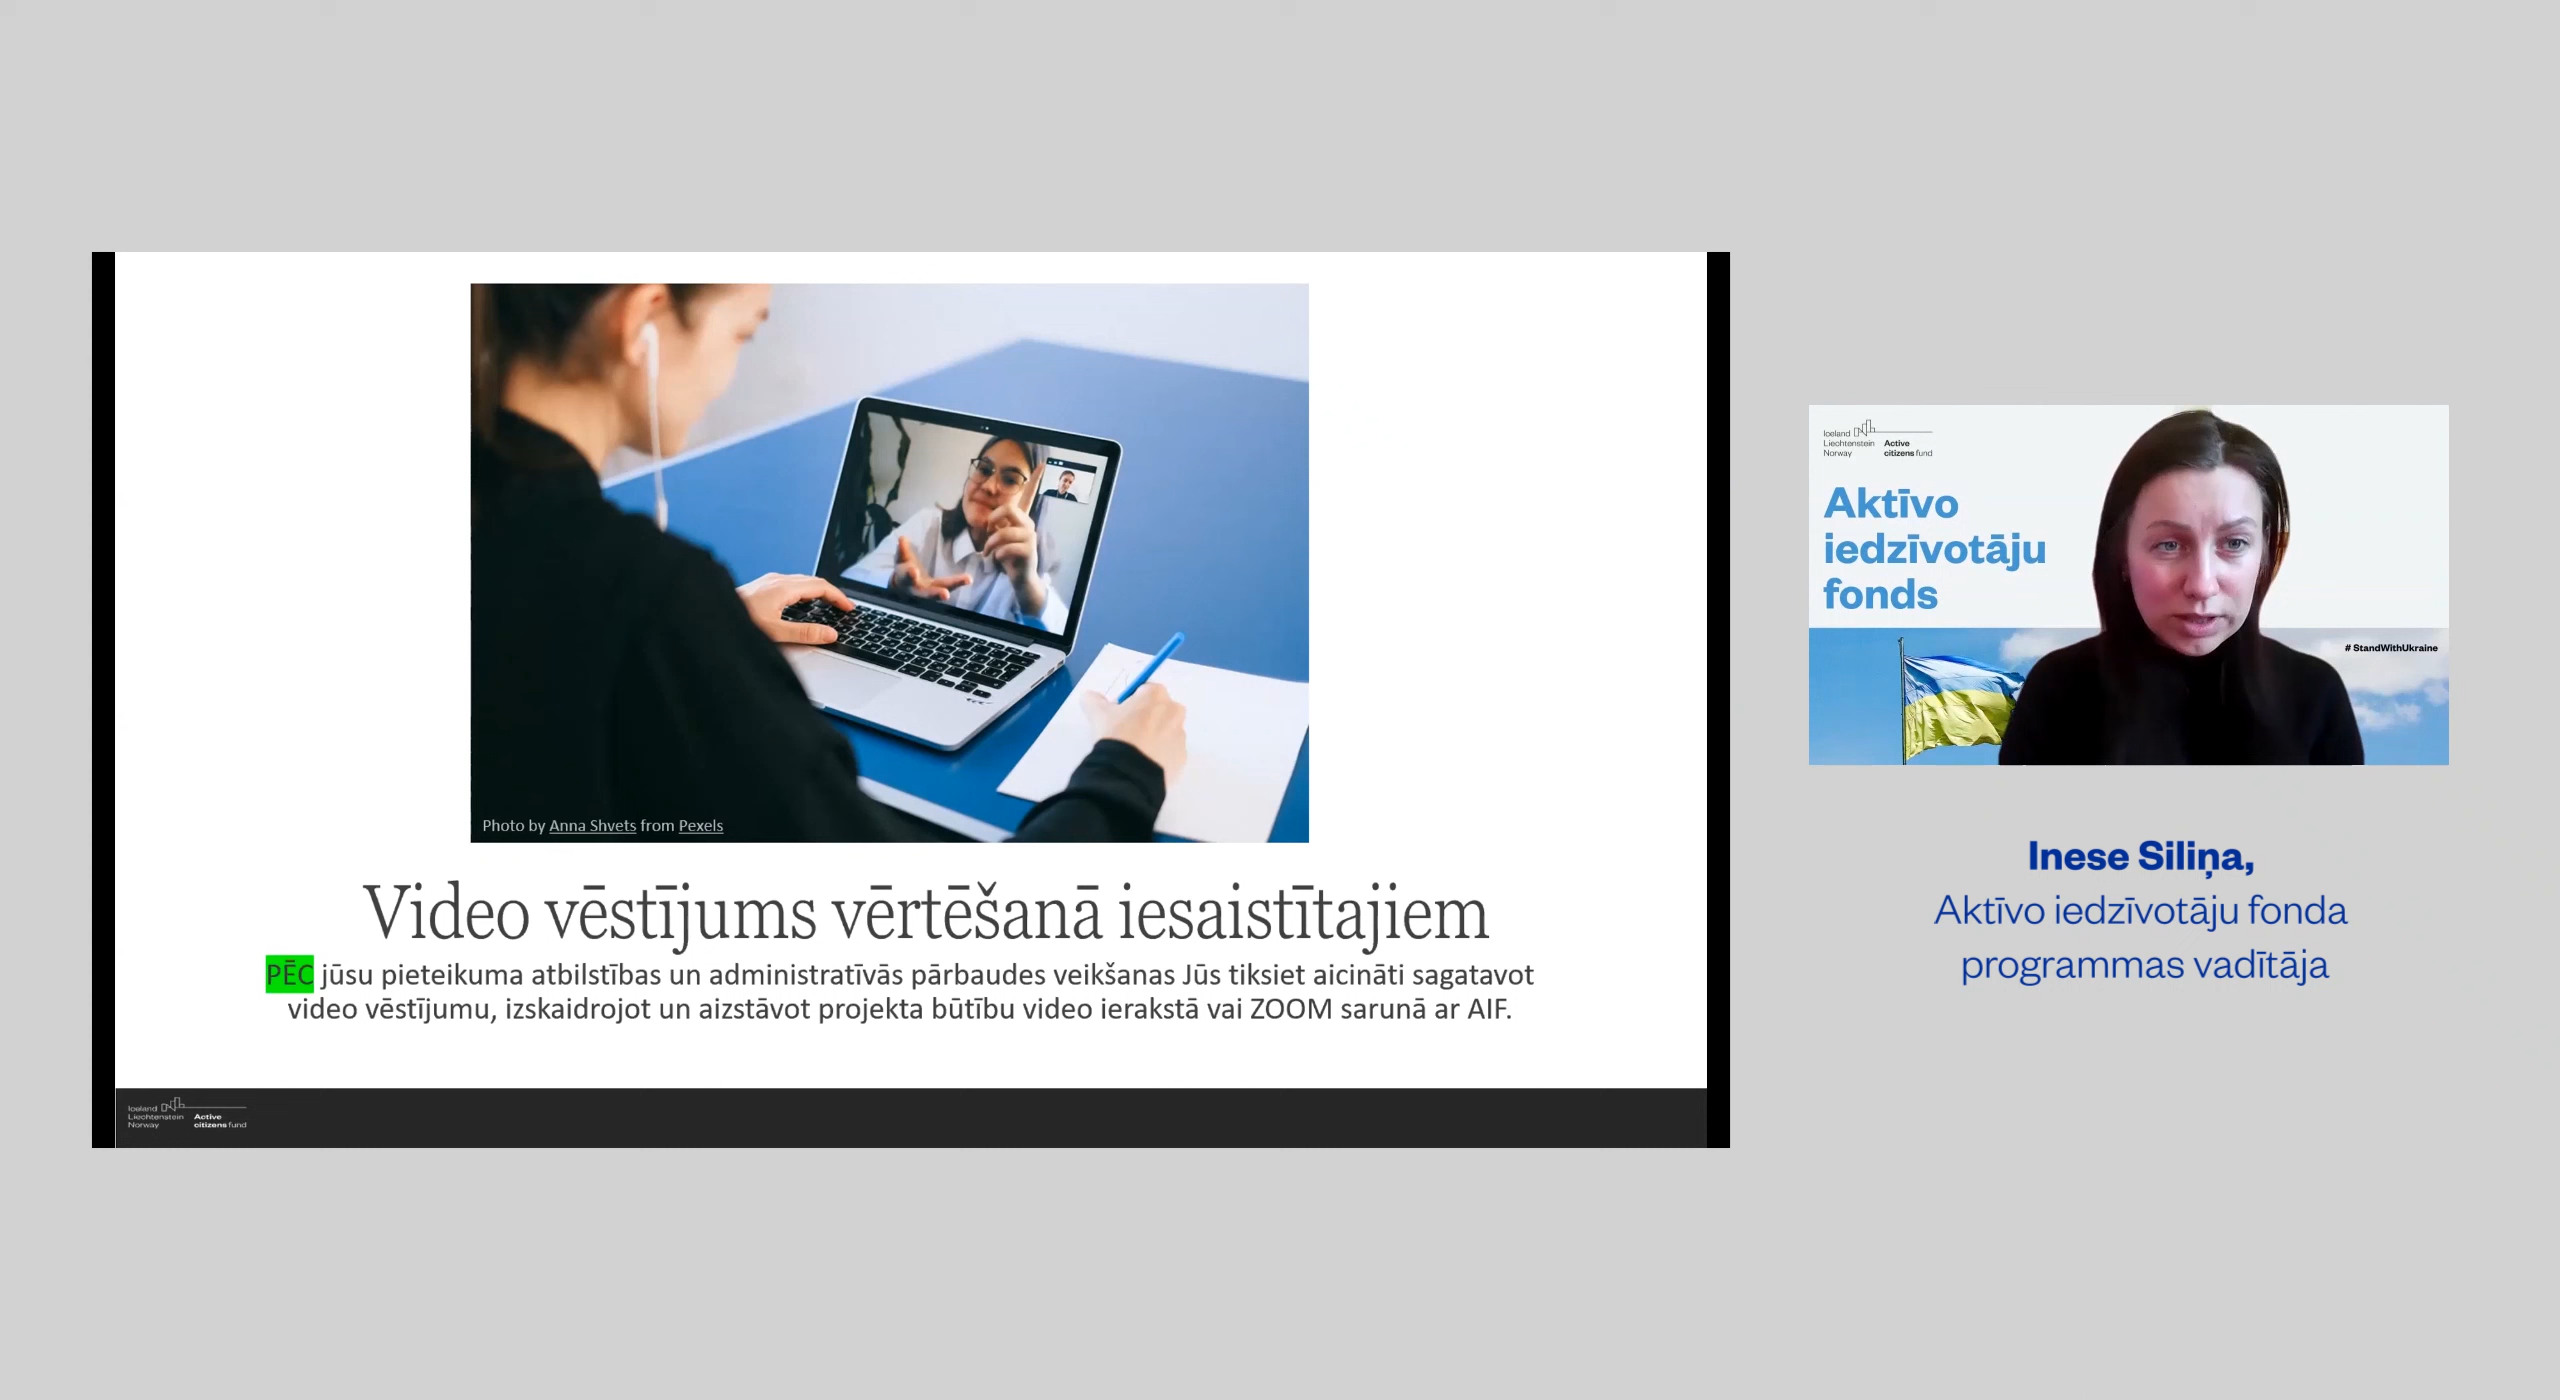 Photo by Anna Shvets from Pexels
Video vēstījums vērtēšanā iesaistītajiem
PĒC jūsu pieteikuma atbilstības un administratīvās pārbaudes veikšanas Jūs tiksiet aicināti sagatavot
video vēstījumu, izskaidrojot un aizstāvot projekta būtību video ierakstā vai ZOOM sarunā ar AIF.
Iceland
Liechtenstein Active
Norway citizens fund
Iceland
Liechtenstein Active
Norway citizens fund
Aktīvo
iedzīvotāju
fonds
# StandWithUkraine
Inese Siliņa,
Aktīvo iedzīvotāju fonda
programmas vadītāja